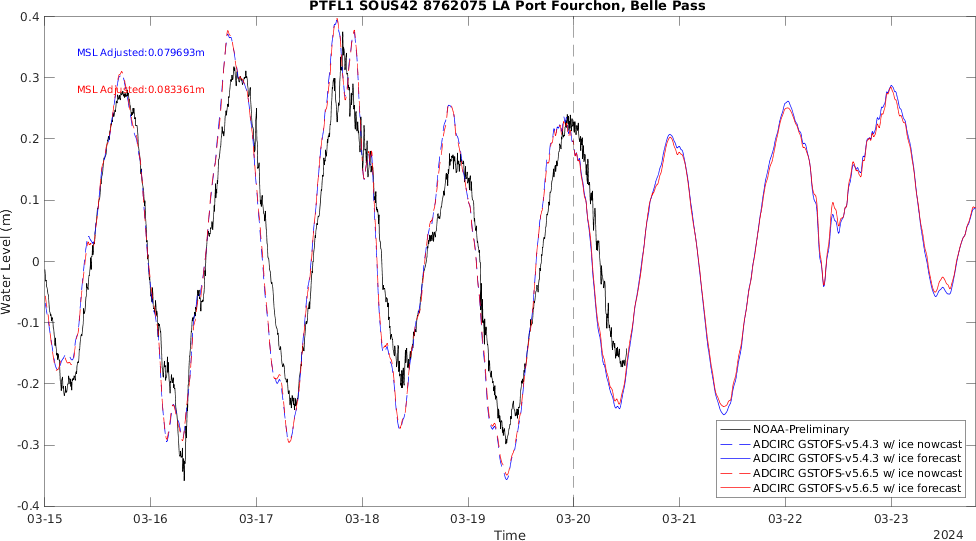 PTFL1 SOUS42 8762075 LA Port Fourchon, Belle Pass
0.4
MSL Adjusted:0.079693m
0.3
MSL Adjusted:0.083361m
0.2
0.1
Water Level (m)
0
-0.1
-0.2
-0.3
-0.4
NOAA-Preliminary
ADCIRC GSTOFS-v5.4.3 w/ ice nowcast
ADCIRC GSTOFS-v5.4.3 w/ ice forecast
ADCIRC GSTOFS-v5.6.5 w/ ice nowcast
ADCIRC GSTOFS-v5.6.5 w/ ice forecast
03-15 03-16 03-17 03-18 03-19 03-20 03-21 03-22 03-23
Time
2024